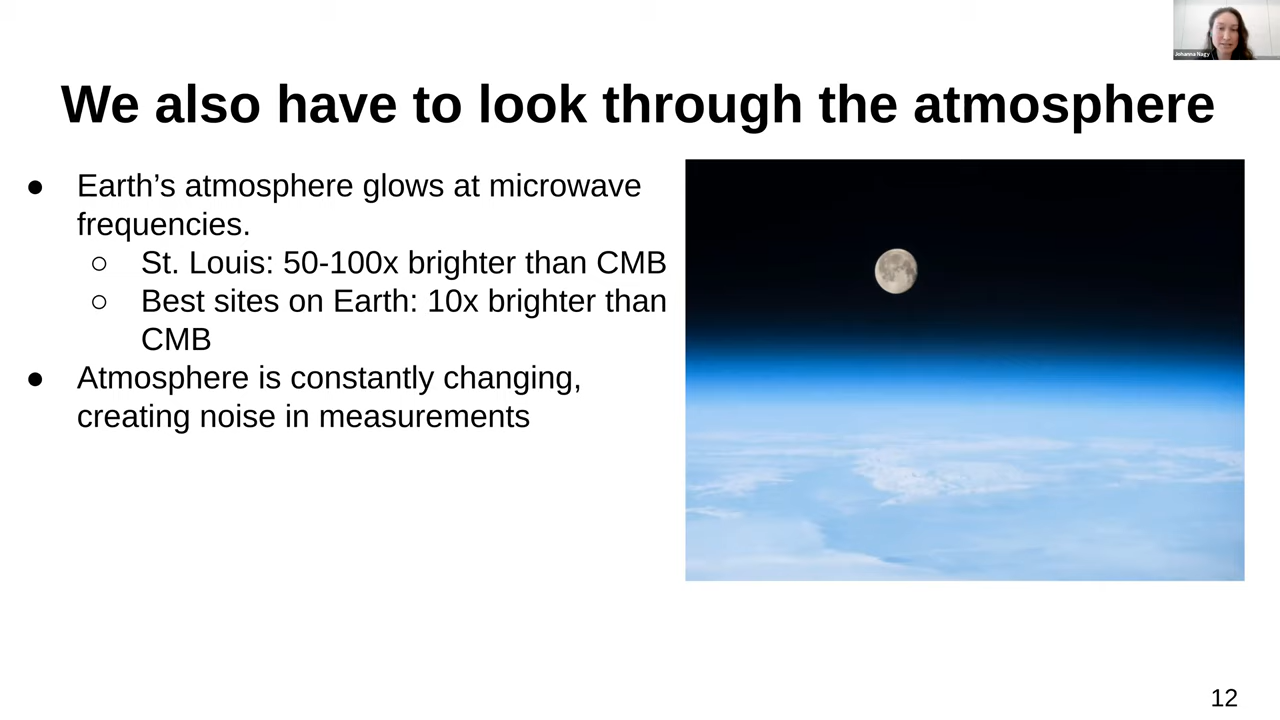 Johanna Nagy
We also have to look through the atmosphere
● Earth’s atmosphere glows at microwave
frequencies.
○ St. Louis: 50-100x brighter than CMB
○ Best sites on Earth: 10x brighter than
CMB
● Atmosphere is constantly changing,
creating noise in measurements
12